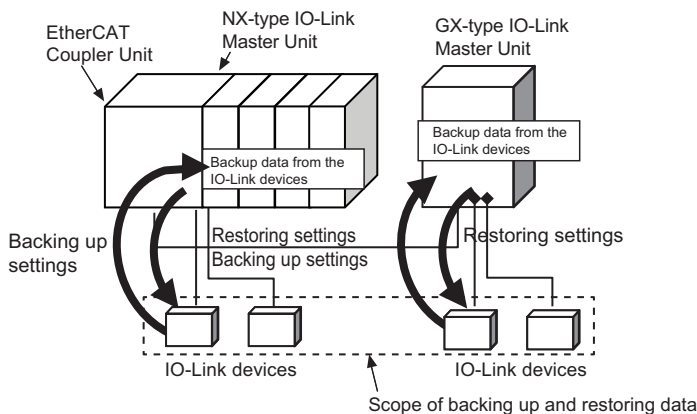 EtherCAT
Coupler Unit
NX-type IO-Link
Master Unit
GX-type IO-Link
Master Unit
Backup data from the
IO-Link devices
Backup data from the
IO-Link devices
Backing up
settings
Restoring settings
Backing up settings
Restoring settings
IO-Link devices
IO-Link devices
Scope of backing up and restoring data